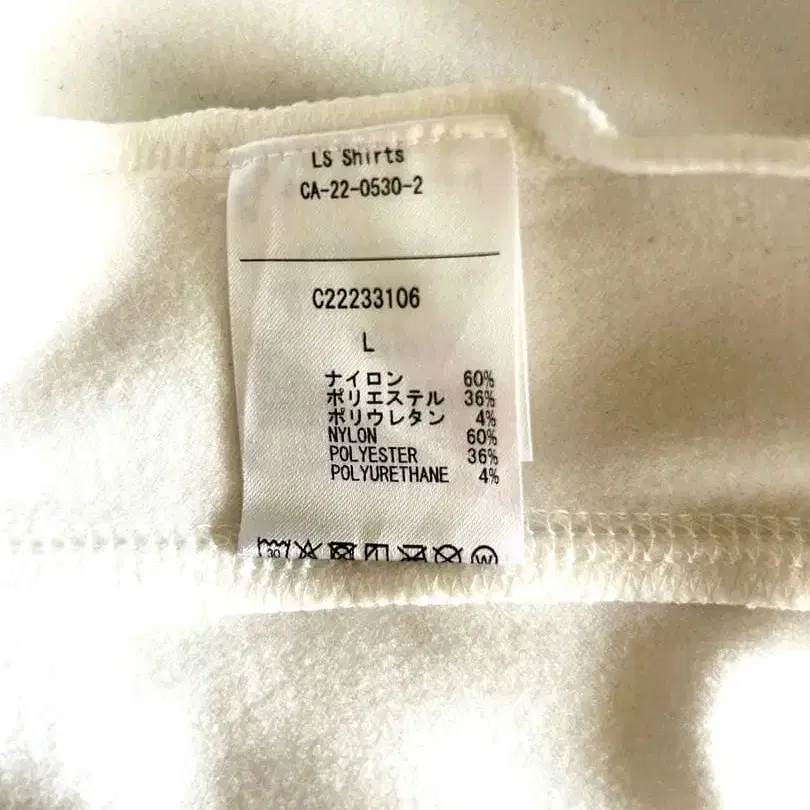 LS Shirts
CA-22-0530-2
C22233106
L
ナイロン 60%
ポリエステル 36%
ポリウレタン 4%
NYLON 60%
POLYESTER 36%
POLYURETHANE 4%
30 W